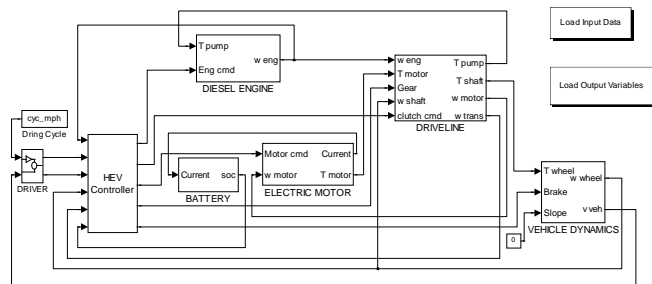 Load Input Data
Load Output Variables
T pump
Eng cmd
w eng
DIESEL ENGINE
w eng
T motor
Gear
w shaft
clutch cmd
T pump
T shaft
w motor
w trans
DRIVELINE
cyc_mph
Dring Cycle
DRIVER
HEV
Controller
Current
soc
BATTERY
Motor cmd
w motor
Current
T motor
ELECTRIC MOTOR
T wheel
Brake
Slope
w wheel
v veh
VEHICLE DYNAMICS
0